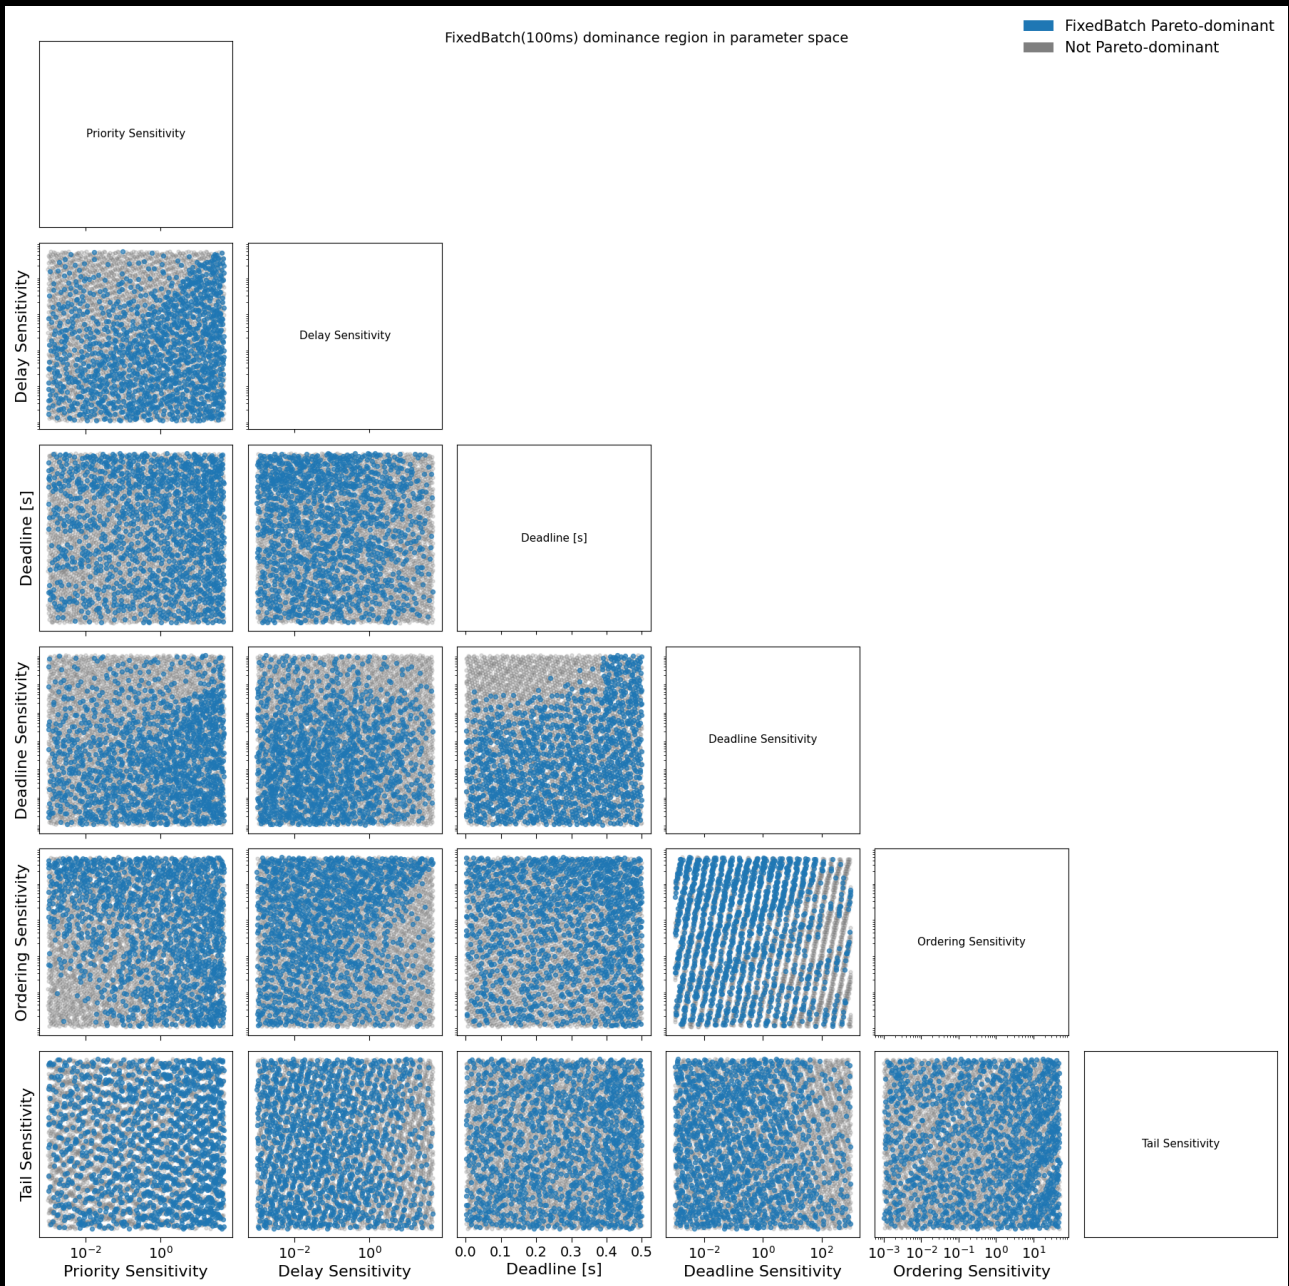 FixedBatch(100ms) dominance region in parameter space
FixedBatch Pareto-dominant
Not Pareto-dominant
Priority Sensitivity
Delay Sensitivity
Delay Sensitivity
Deadline [s]
Deadline [s]
Deadline Sensitivity
Deadline Sensitivity
Ordering Sensitivity
Ordering Sensitivity
Tail Sensitivity
Tail Sensitivity
10⁻² 10⁰
10⁻² 10⁰
0.0 0.1 0.2 0.3 0.4 0.5
10⁻² 10⁰ 10²
10⁻³ 10⁻² 10⁻¹ 10⁰ 10¹
Priority Sensitivity
Delay Sensitivity
Deadline [s]
Deadline Sensitivity
Ordering Sensitivity